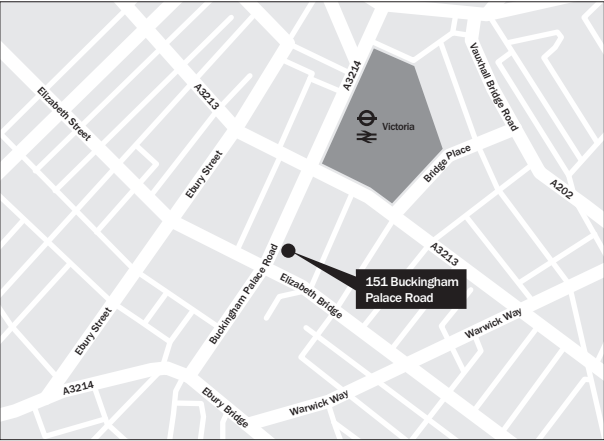 A3214
Vauxhall Bridge Road
A3213
Elizabeth Street
Victoria
Bridge Place
Ebury Street
A202
A3213
Buckingham Palace Road
151 Buckingham
Palace Road
Elizabeth Bridge
Ebury Street
Warwick Way
A3214
Ebury Bridge
Warwick Way